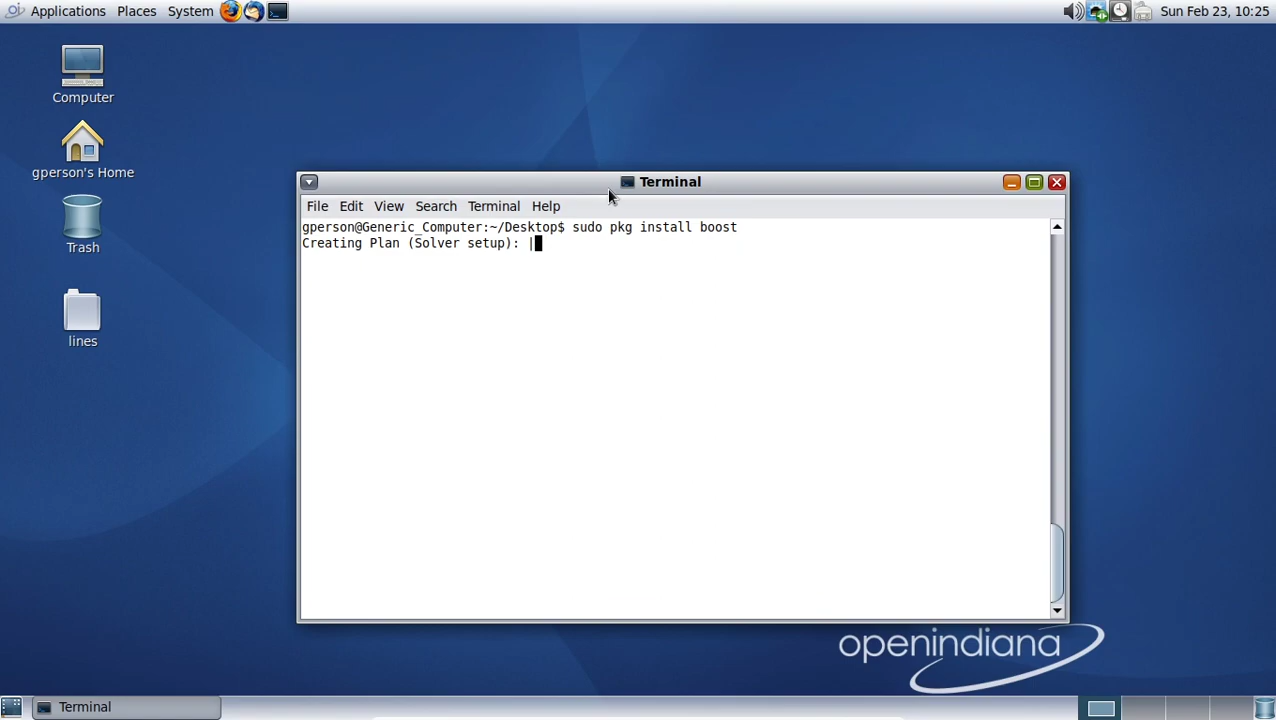 Applications Places System
Sun Feb 23, 10:25
Computer
gperson's Home
Trash
lines
Terminal
File Edit View Search Terminal Help
gperson@Generic_Computer:~/Desktop$ sudo pkg install boost
Creating Plan (Solver setup): |
openindiana
Terminal